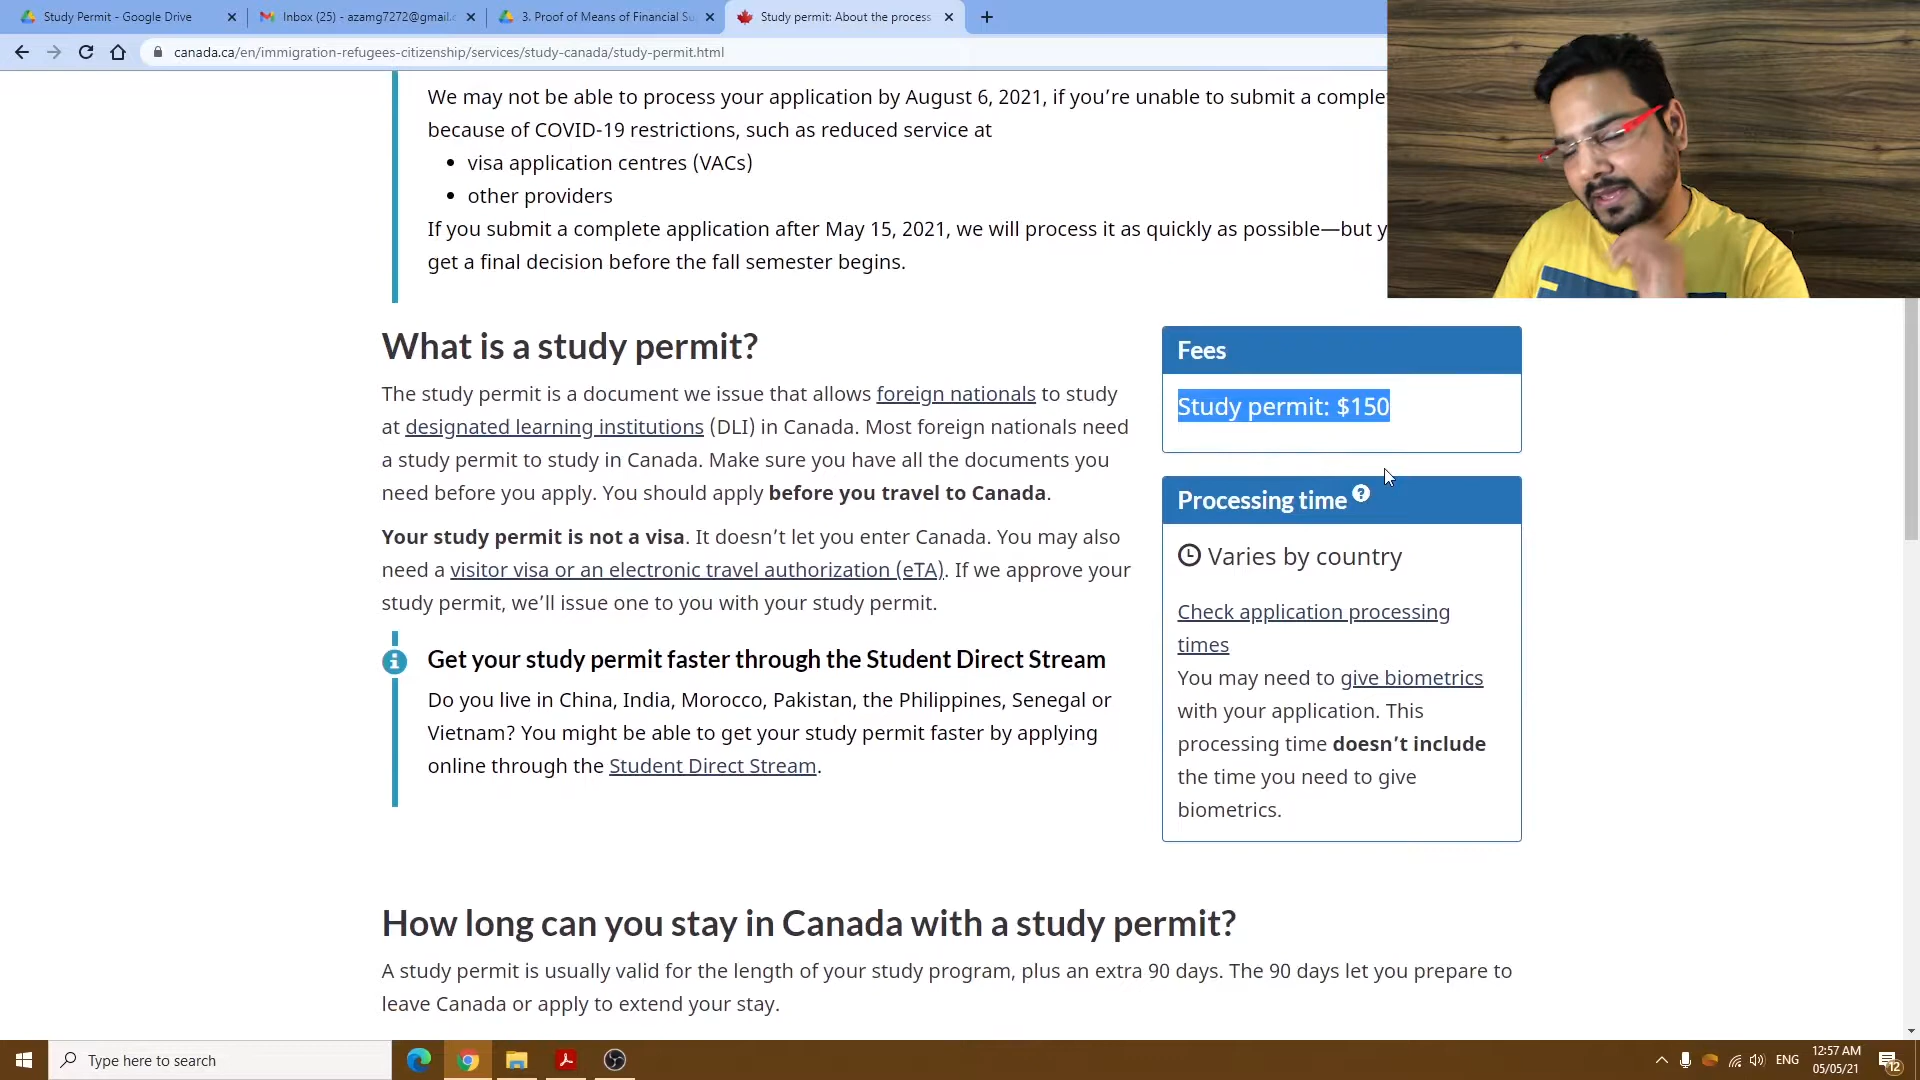 Study Permit - Google Drive
Inbox (25) - azamg7272@gmail.c
3. Proof of Means of Financial Su
Study permit: About the process
canada.ca/en/immigration-refugees-citizenship/services/study-canada/study-permit.html
We may not be able to process your application by August 6, 2021, if you’re unable to submit a
because of COVID-19 restrictions, such as reduced service at
• visa application centres (VACs)
• other providers
If you submit a complete application after May 15, 2021, we will process it as quickly as possible—but
get a final decision before the fall semester begins.
What is a study permit?
The study permit is a document we issue that allows foreign nationals to study
at designated learning institutions (DLI) in Canada. Most foreign nationals need
a study permit to study in Canada. Make sure you have all the documents you
need before you apply. You should apply before you travel to Canada.
Your study permit is not a visa. It doesn’t let you enter Canada. You may also
need a visitor visa or an electronic travel authorization (eTA). If we approve your
study permit, we’ll issue one to you with your study permit.
Get your study permit faster through the Student Direct Stream
Do you live in China, India, Morocco, Pakistan, the Philippines, Senegal or
Vietnam? You might be able to get your study permit faster by applying
online through the Student Direct Stream.
Fees
Study permit: $150
Processing time ?
Varies by country
Check application processing
times
You may need to give biometrics
with your application. This
processing time doesn’t include
the time you need to give
biometrics.
How long can you stay in Canada with a study permit?
A study permit is usually valid for the length of your study program, plus an extra 90 days. The 90 days let you prepare to
leave Canada or apply to extend your stay.
Type here to search
ENG
12:57 AM
05/05/21
12